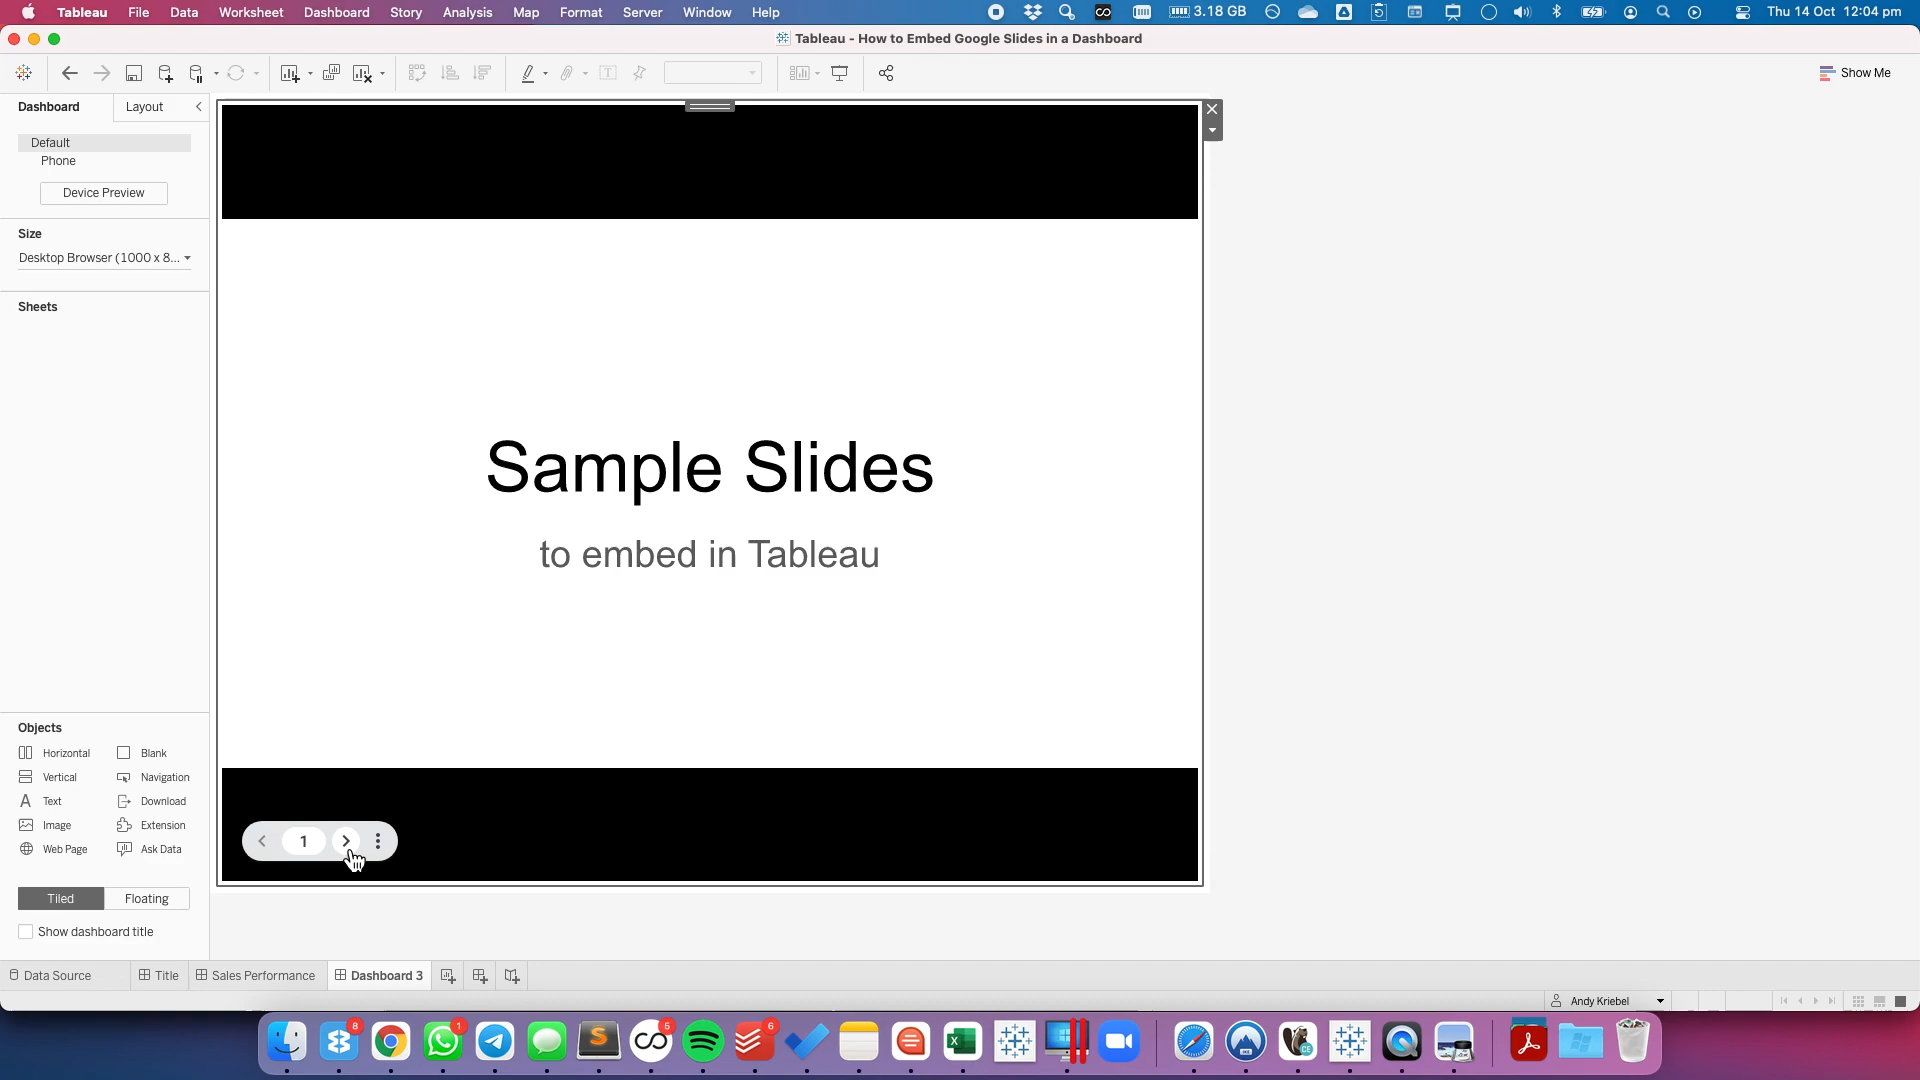 Tableau File Data Worksheet Dashboard Story Analysis Map Format Server Window Help 3.18 GB Thu 14 Oct 12:04 pm
Tableau - How to Embed Google Slides in a Dashboard
Show Me
Dashboard Layout
Default
Phone
Device Preview
Size
Desktop Browser (1000 x 8...
Sheets
Sample Slides
to embed in Tableau
1
Objects
Horizontal Blank
Vertical Navigation
Text Download
Image Extension
Web Page Ask Data
Tiled Floating
Show dashboard title
Data Source Title Sales Performance Dashboard 3
Andy Kriebel
8 1 5 6